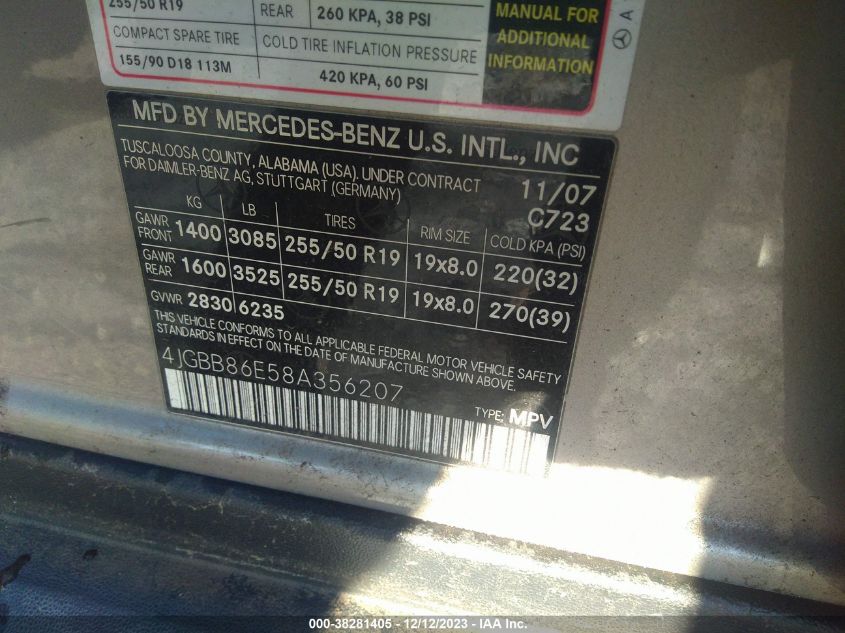 255/50 R19 REAR 260 KPA, 38 PSI
COMPACT SPARE TIRE COLD TIRE INFLATION PRESSURE
155/90 D18 113M 420 KPA, 60 PSI
MANUAL FOR
ADDITIONAL
INFORMATION
A
MFD BY MERCEDES-BENZ U.S. INTL., INC
TUSCALOOSA COUNTY, ALABAMA (USA). UNDER CONTRACT
FOR DAIMLER-BENZ AG, STUTTGART (GERMANY)
11/07
C723
KG LB TIRES RIM SIZE COLD KPA (PSI)
GAWR FRONT 1400 3085 255/50 R19 19x8.0 220(32)
GAWR REAR 1600 3525 255/50 R19 19x8.0 270(39)
GVWR 2830 6235
THIS VEHICLE CONFORMS TO ALL APPLICABLE FEDERAL MOTOR VEHICLE SAFETY
STANDARDS IN EFFECT ON THE DATE OF MANUFACTURE SHOWN ABOVE.
4JGBB86E58A356207
TYPE: MPV
000-38281405 - 12/12/2023 - IAA Inc.